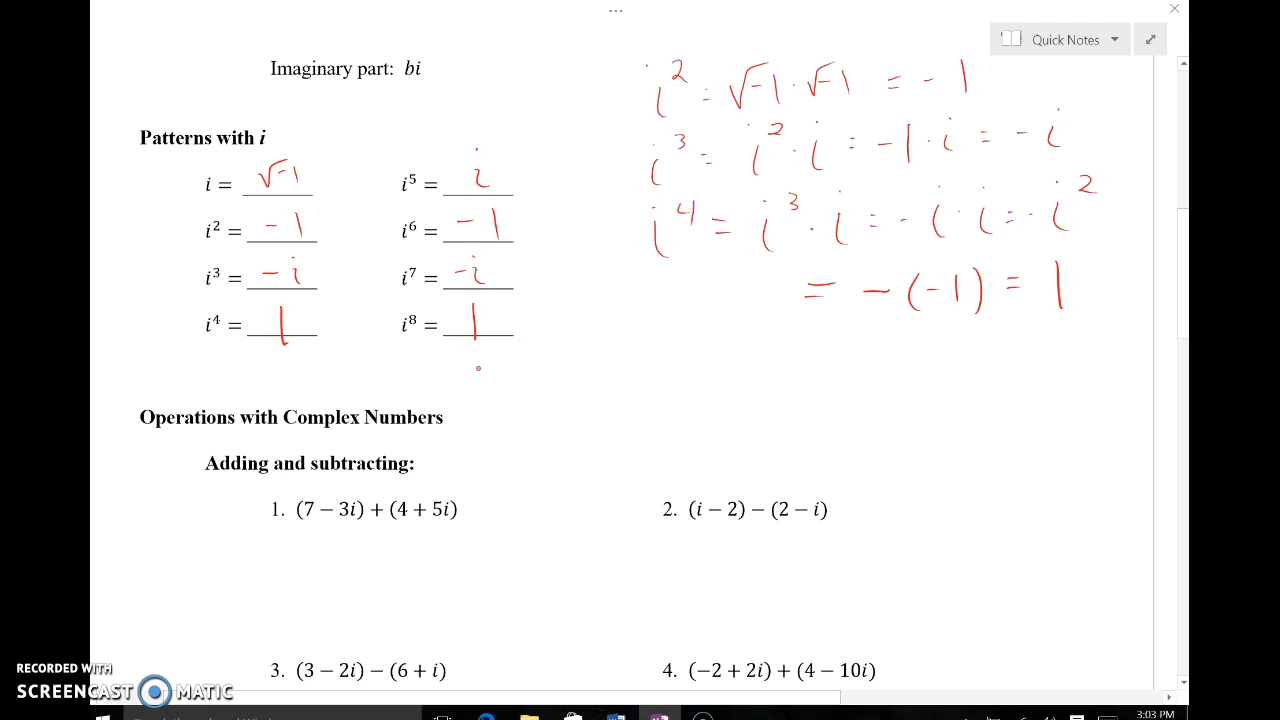 ...
Quick Notes
Imaginary part: bi
i² = √-1 · √-1 = -1
Patterns with i
i³ = i² · i = -1 · i = -i
i = √-1
i⁵ = i
i² = -1
i⁶ = -1
i⁴ = i³ · i = -i · i = -i²
i³ = -i
i⁷ = -i
= -(-1) = 1
i⁴ = 1
i⁸ = 1
Operations with Complex Numbers
Adding and subtracting:
1. (7 − 3i) + (4 + 5i)
2. (i − 2) − (2 − i)
3. (3 − 2i) − (6 + i)
4. (−2 + 2i) + (4 − 10i)
RECORDED WITH
SCREENCAST MATIC
3:03 PM